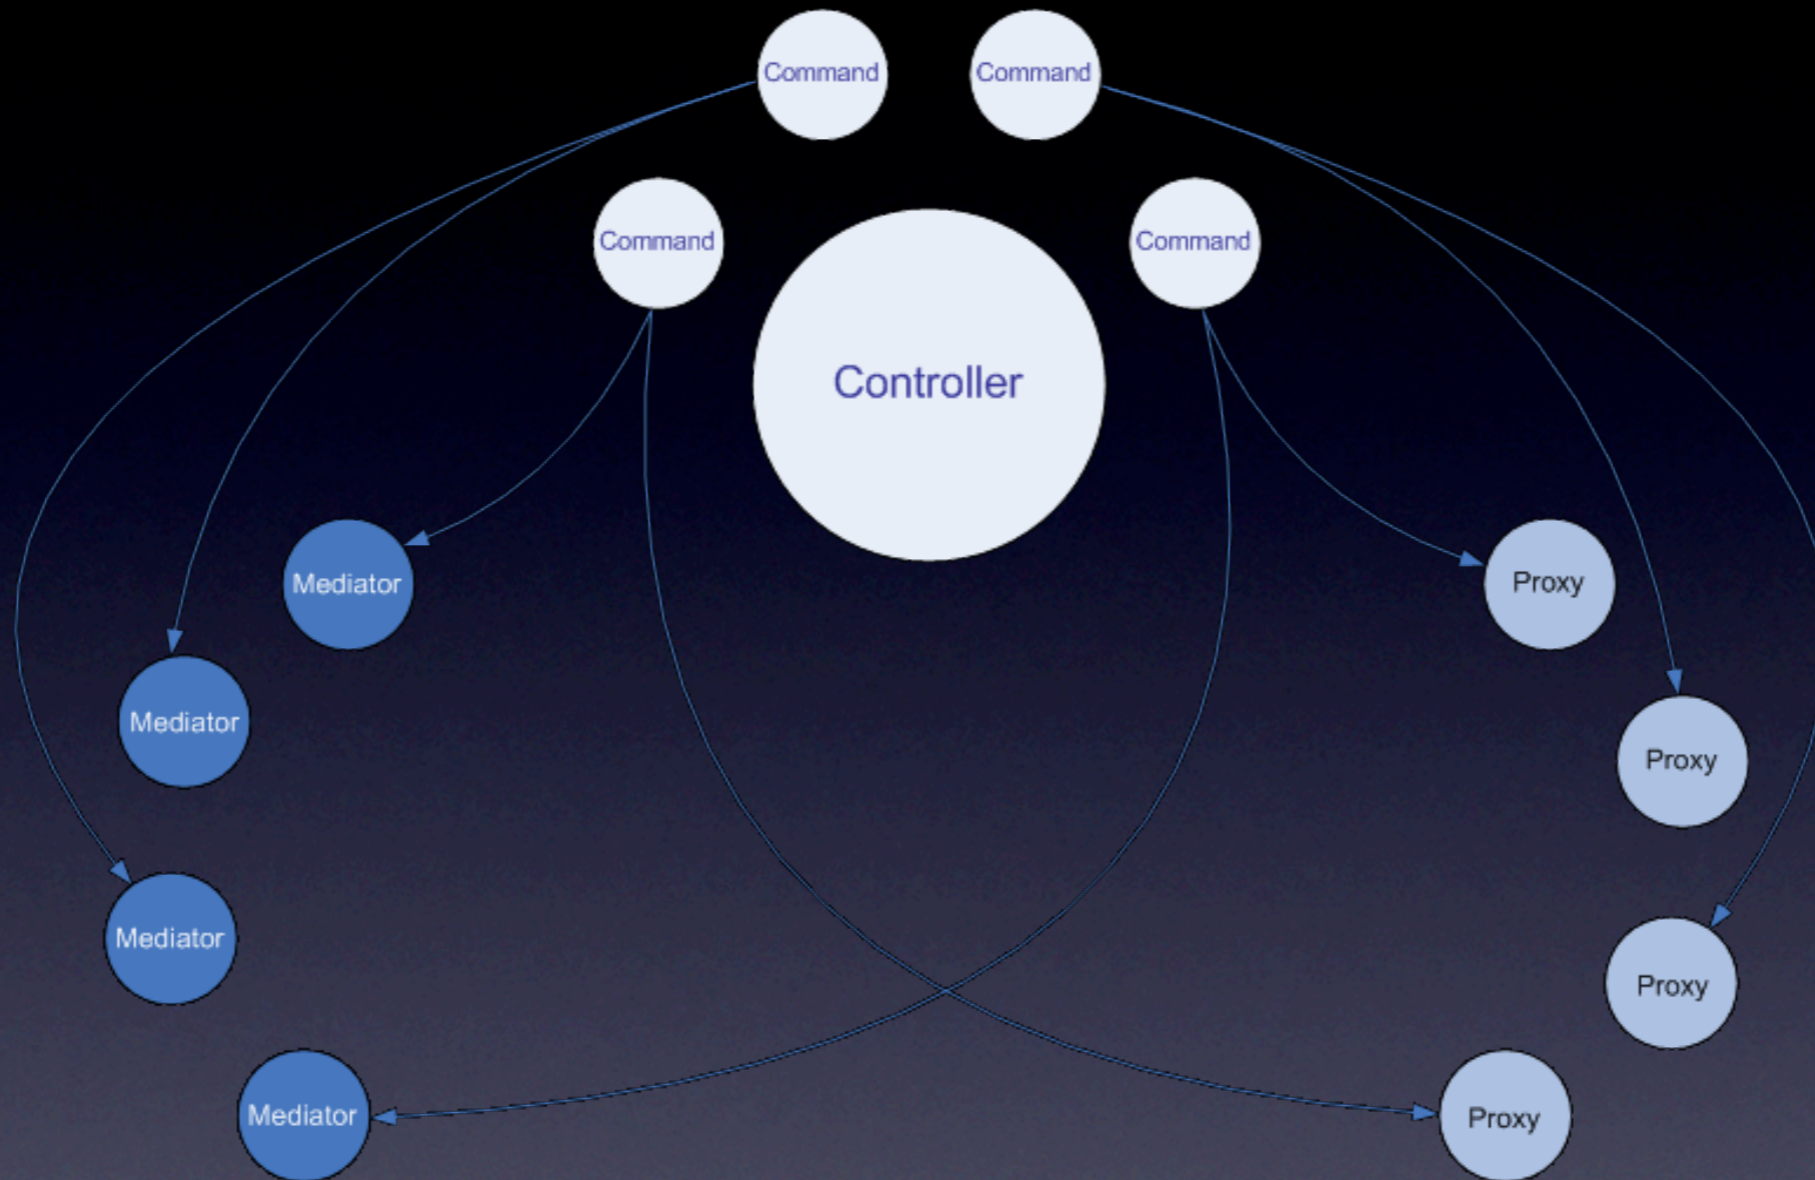 Command
Command
Command
Command
Controller
Mediator
Proxy
Mediator
Proxy
Mediator
Proxy
Mediator
Proxy